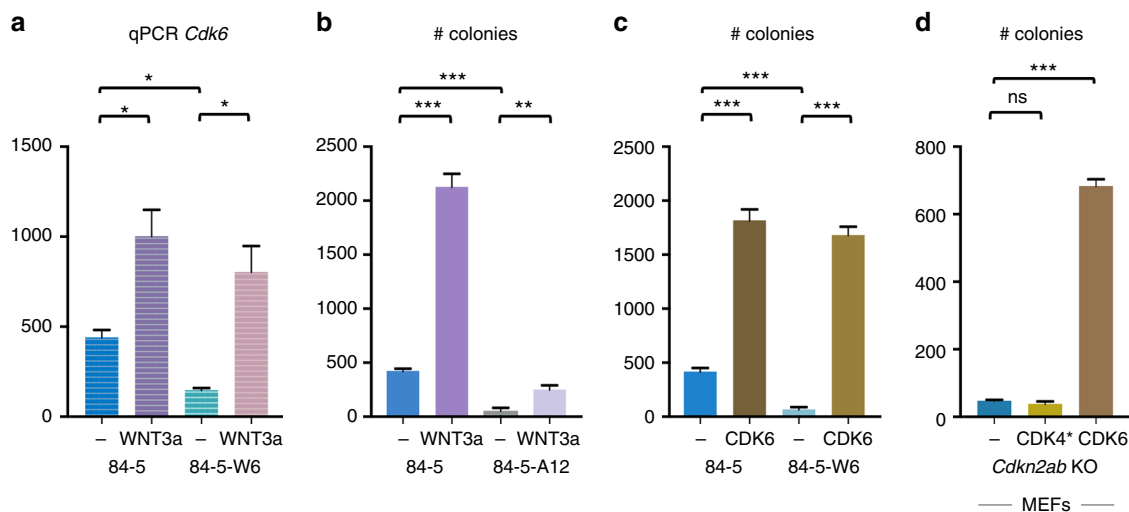 a
qPCR Cdk6
*
* *
1500
1000
500
0
– WNT3a – WNT3a
84-5 84-5-W6
b
# colonies
***
*** **
2500
2000
1500
1000
500
0
– WNT3a – WNT3a
84-5 84-5-A12
c
# colonies
***
*** ***
2500
2000
1500
1000
500
0
– CDK6 – CDK6
84-5 84-5-W6
d
# colonies
***
ns
800
600
400
200
0
– CDK4* CDK6
Cdkn2ab KO
MEFs